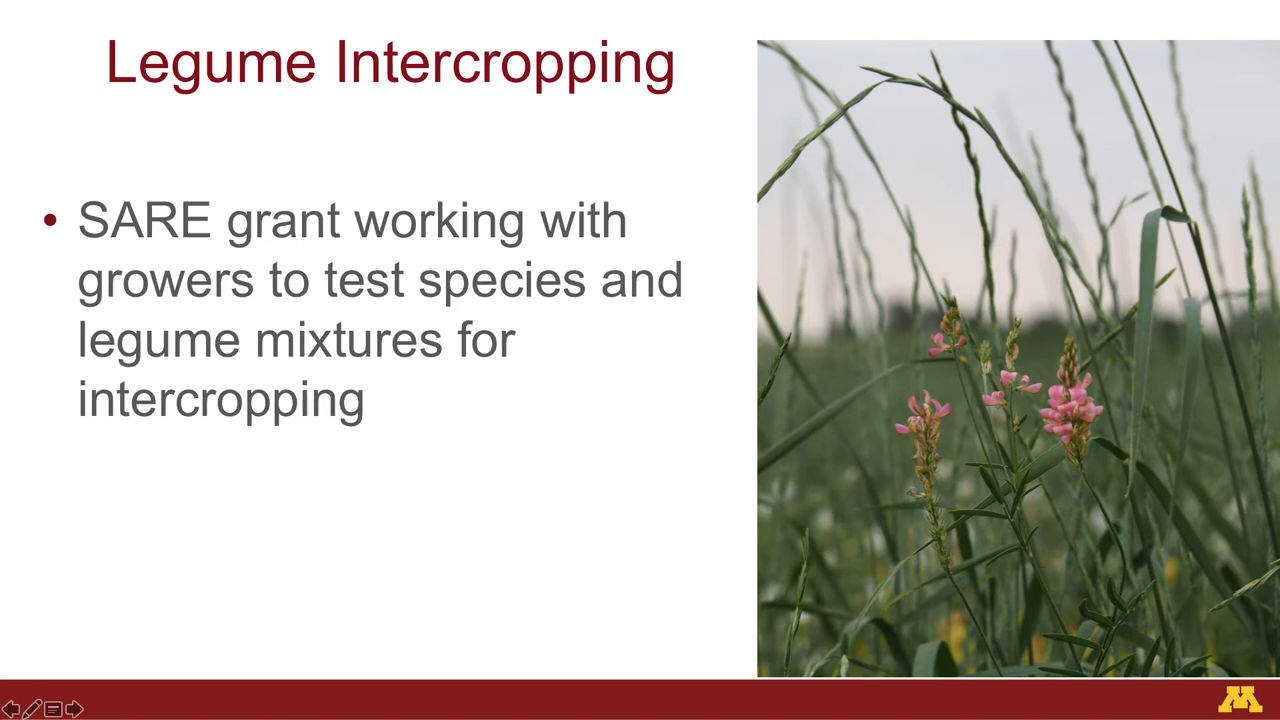 Legume Intercropping
• SARE grant working with
growers to test species and
legume mixtures for
intercropping
M